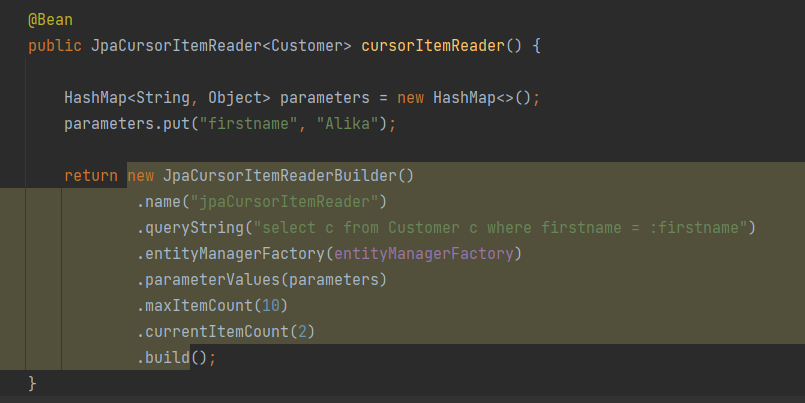 @Bean
public JpaCursorItemReader<Customer> cursorItemReader() {
HashMap<String, Object> parameters = new HashMap<>();
parameters.put("firstname", "Alika");
return new JpaCursorItemReaderBuilder()
.name("jpaCursorItemReader")
.queryString("select c from Customer c where firstname = :firstname")
.entityManagerFactory(entityManagerFactory)
.parameterValues(parameters)
.maxItemCount(10)
.currentItemCount(2)
.build();
}